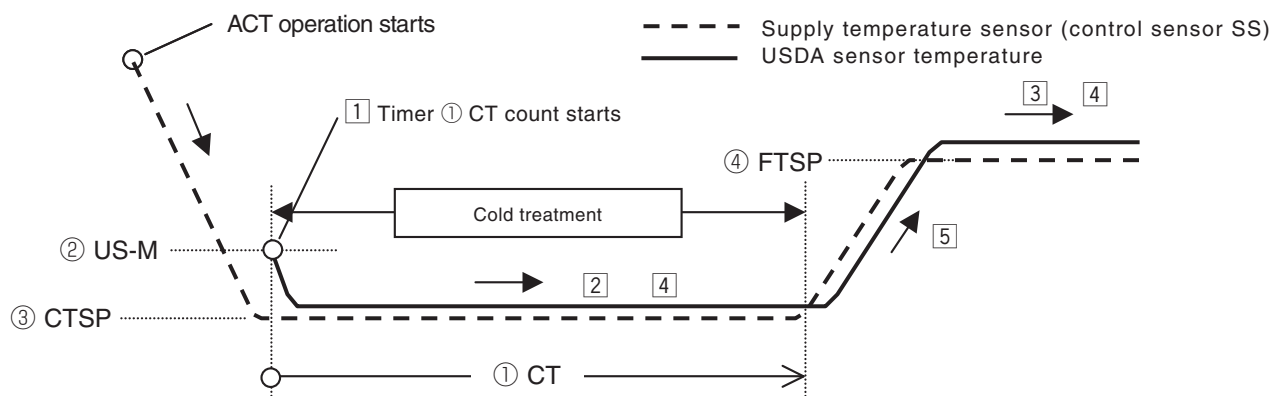 ACT operation starts
Supply temperature sensor (control sensor SS)
USDA sensor temperature
1 Timer ① CT count starts
3 4
④ FTSP
Cold treatment
② US-M
5
2 4
③ CTSP
① CT